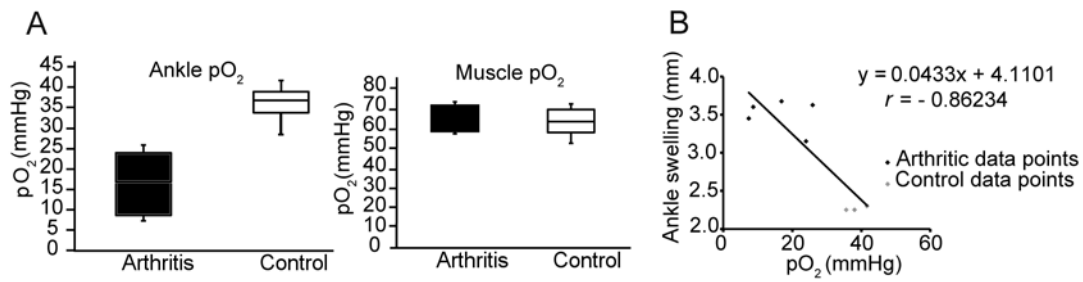 A
Ankle pO2
pO2(mmHg)
45
40
35
30
25
20
15
10
5
0
Arthritis
Control
Muscle pO2
pO2(mmHg)
80
70
60
50
40
30
20
10
0
Arthritis
Control
B
Ankle swelling (mm)
4.0
3.5
3.0
2.5
2.0
y = 0.0433x + 4.1101
r = - 0.86234
Arthritic data points
Control data points
0
20
40
60
pO2 (mmHg)